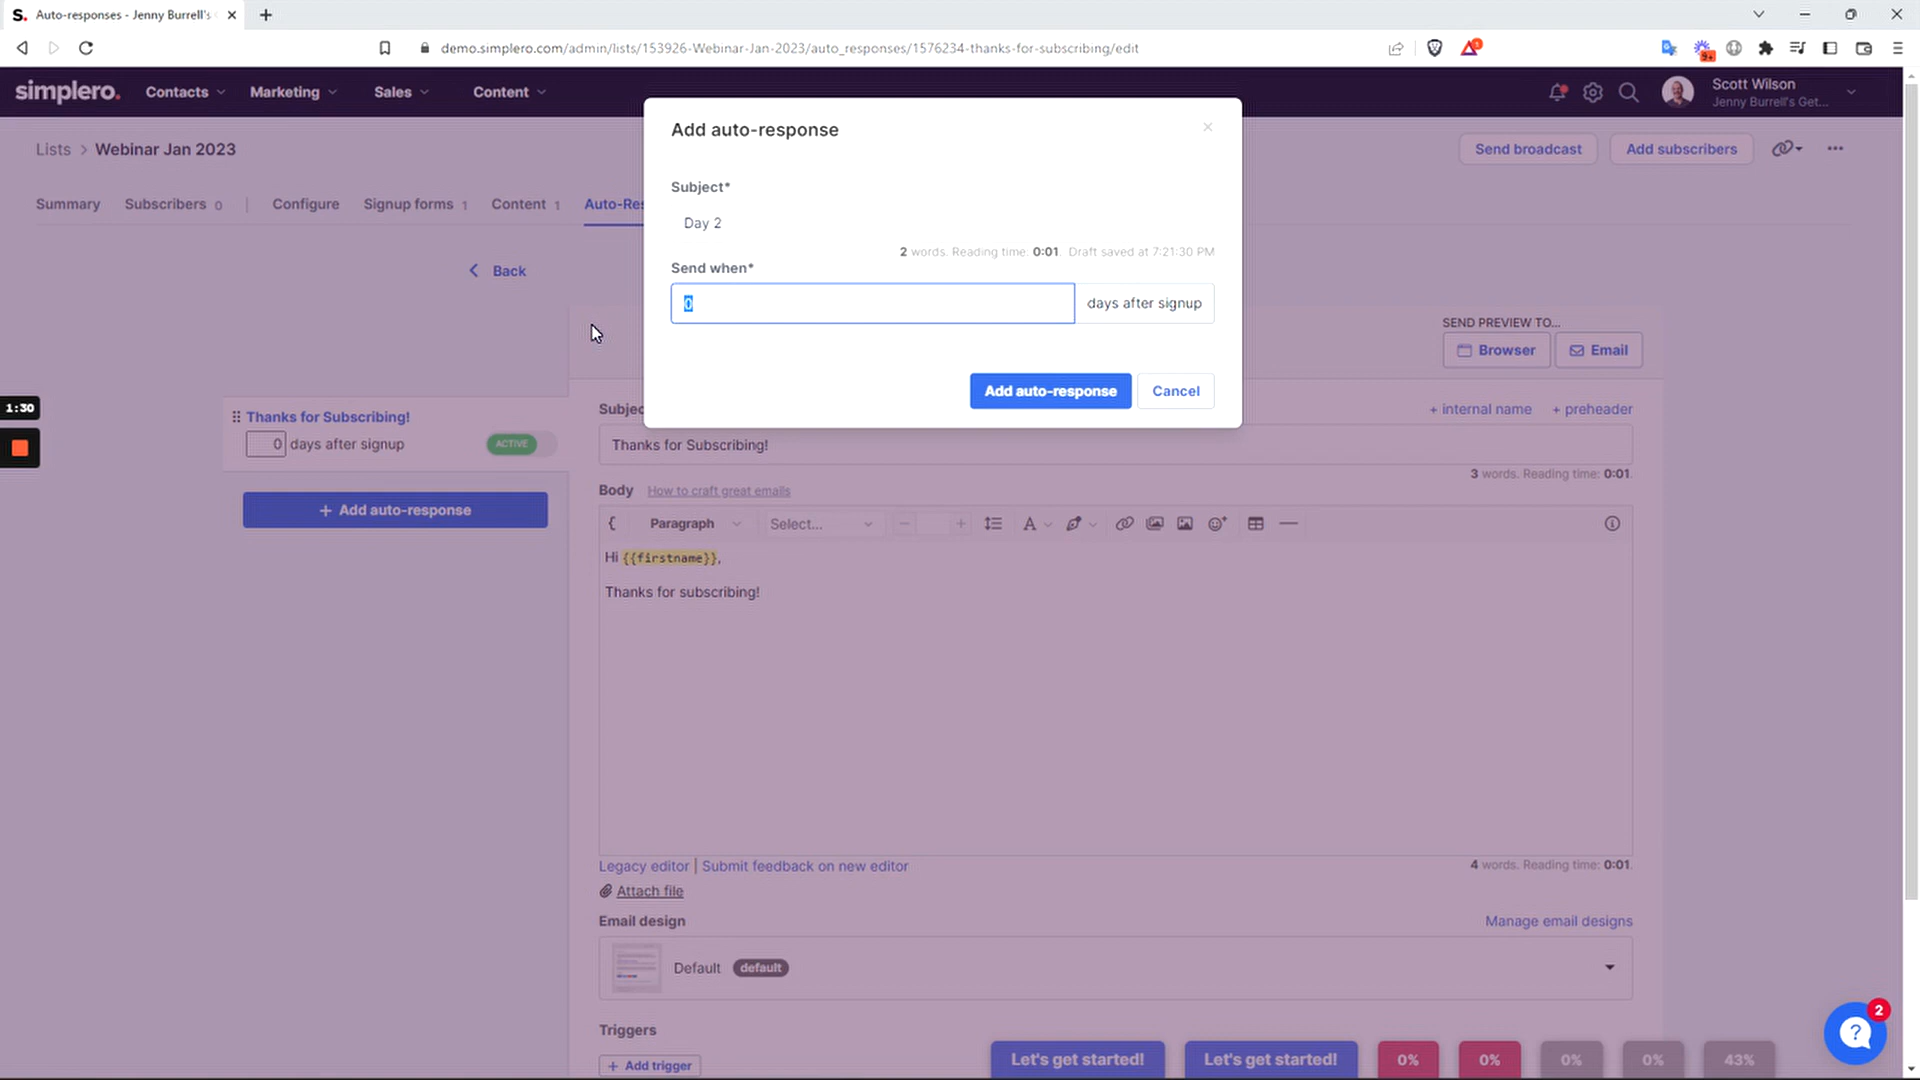 S. Auto-responses - Jenny Burrell's
demo.simplero.com/admin/lists/153926-Webinar-Jan-2023/auto_responses/1576234-thanks-for-subscribing/edit
1
9+
simplero. Contacts Marketing Sales Content
Scott Wilson
Jenny Burrell's Get...
Add auto-response
Lists > Webinar Jan 2023
Send broadcast Add subscribers
Summary Subscribers 0 | Configure Signup forms 1 Content 1 Auto-Res
Subject*
Day 2
2 words. Reading time: 0:01. Draft saved at 7:21:30 PM
Send when*
Back
0 days after signup
SEND PREVIEW TO...
Browser Email
Add auto-response Cancel
1:30
Thanks for Subscribing!
0 days after signup ACTIVE
+ Add auto-response
Subjec
+ internal name + preheader
Thanks for Subscribing!
3 words. Reading time: 0:01.
Body How to craft great emails
{ Paragraph Select... − + A
Hi {{firstname}},
Thanks for subscribing!
Legacy editor | Submit feedback on new editor
4 words. Reading time: 0:01.
Attach file
Email design
Manage email designs
Default default
Triggers
+ Add trigger
Let's get started! Let's get started! 0% 0% 0% 0% 43%
? 2